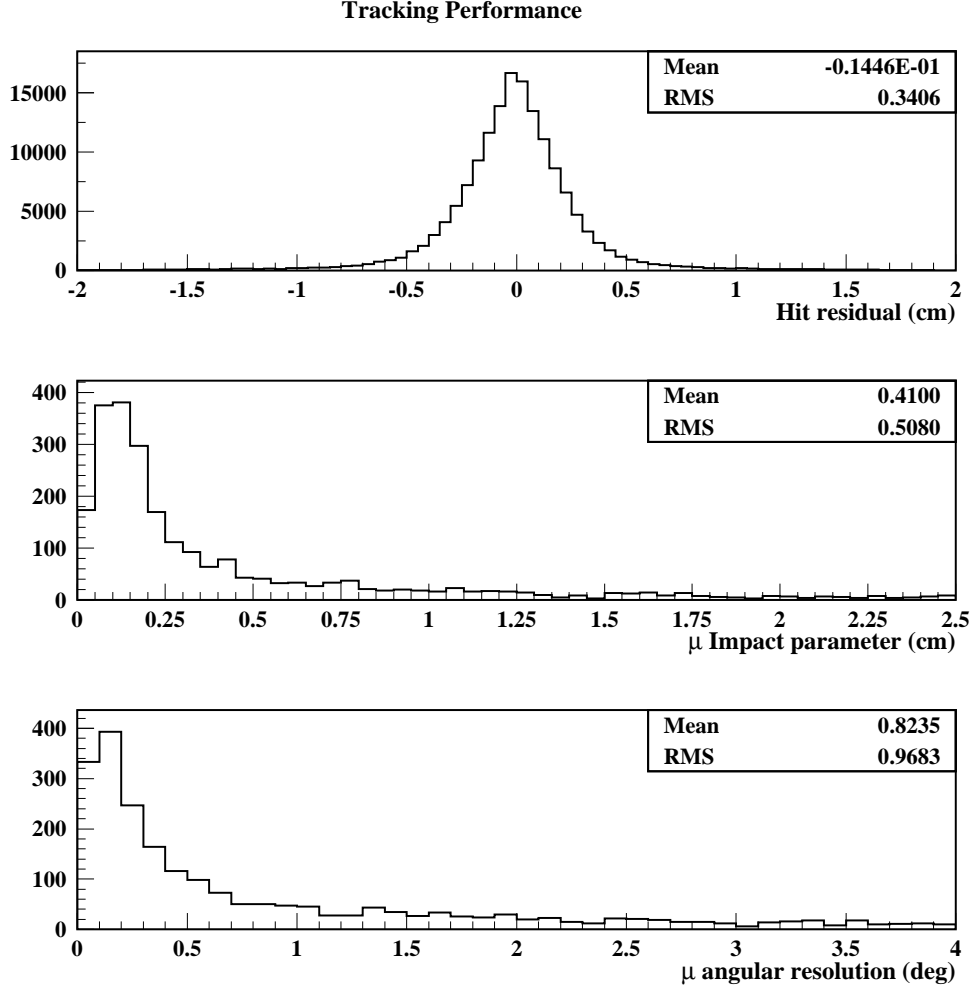 Tracking Performance
Mean -0.1446E-01
RMS 0.3406
15000
10000
5000
0
-2 -1.5 -1 -0.5 0 0.5 1 1.5 2
Hit residual (cm)
Mean 0.4100
RMS 0.5080
400
300
200
100
0
0 0.25 0.5 0.75 1 1.25 1.5 1.75 2 2.25 2.5
μ Impact parameter (cm)
Mean 0.8235
RMS 0.9683
400
300
200
100
0
0 0.5 1 1.5 2 2.5 3 3.5 4
μ angular resolution (deg)